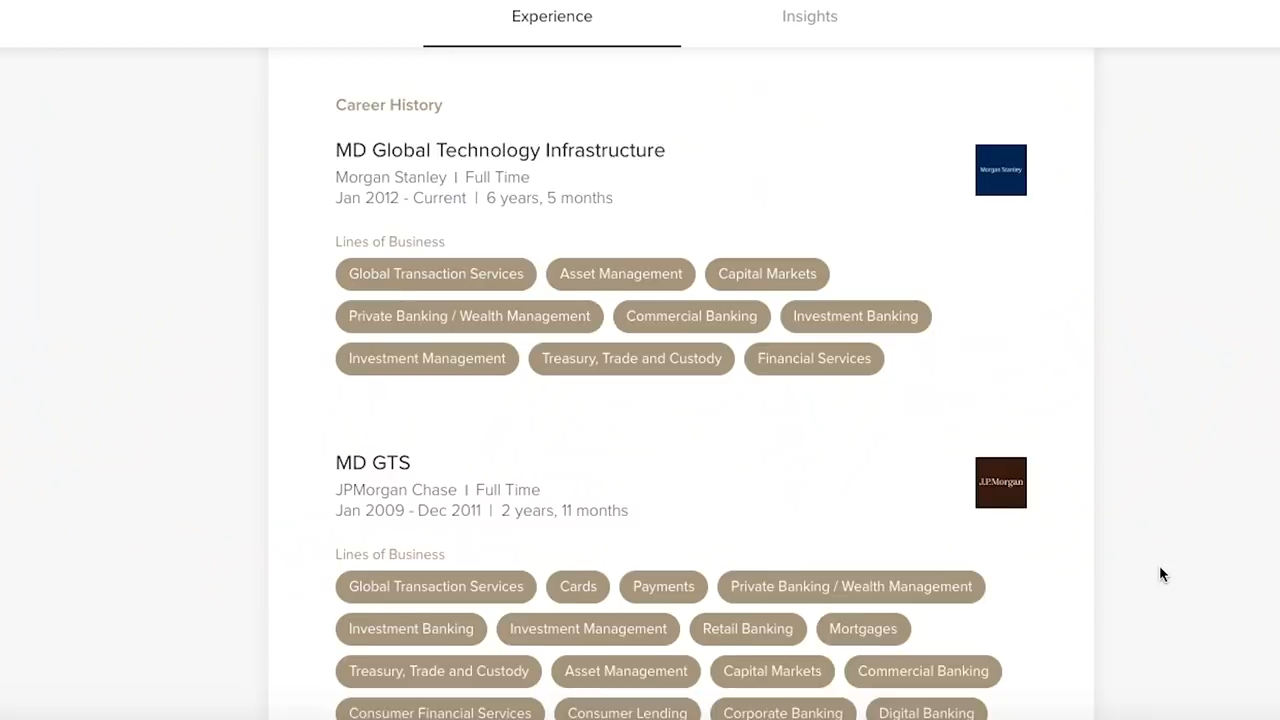 Experience Insights
Career History
MD Global Technology Infrastructure
Morgan Stanley | Full Time
Jan 2012 - Current | 6 years, 5 months
Morgan Stanley
Lines of Business
Global Transaction Services Asset Management Capital Markets
Private Banking / Wealth Management Commercial Banking Investment Banking
Investment Management Treasury, Trade and Custody Financial Services
MD GTS
JPMorgan Chase | Full Time
Jan 2009 - Dec 2011 | 2 years, 11 months
J.P.Morgan
Lines of Business
Global Transaction Services Cards Payments Private Banking / Wealth Management
Investment Banking Investment Management Retail Banking Mortgages
Treasury, Trade and Custody Asset Management Capital Markets Commercial Banking
Consumer Financial Services Consumer Lending Corporate Banking Digital Banking